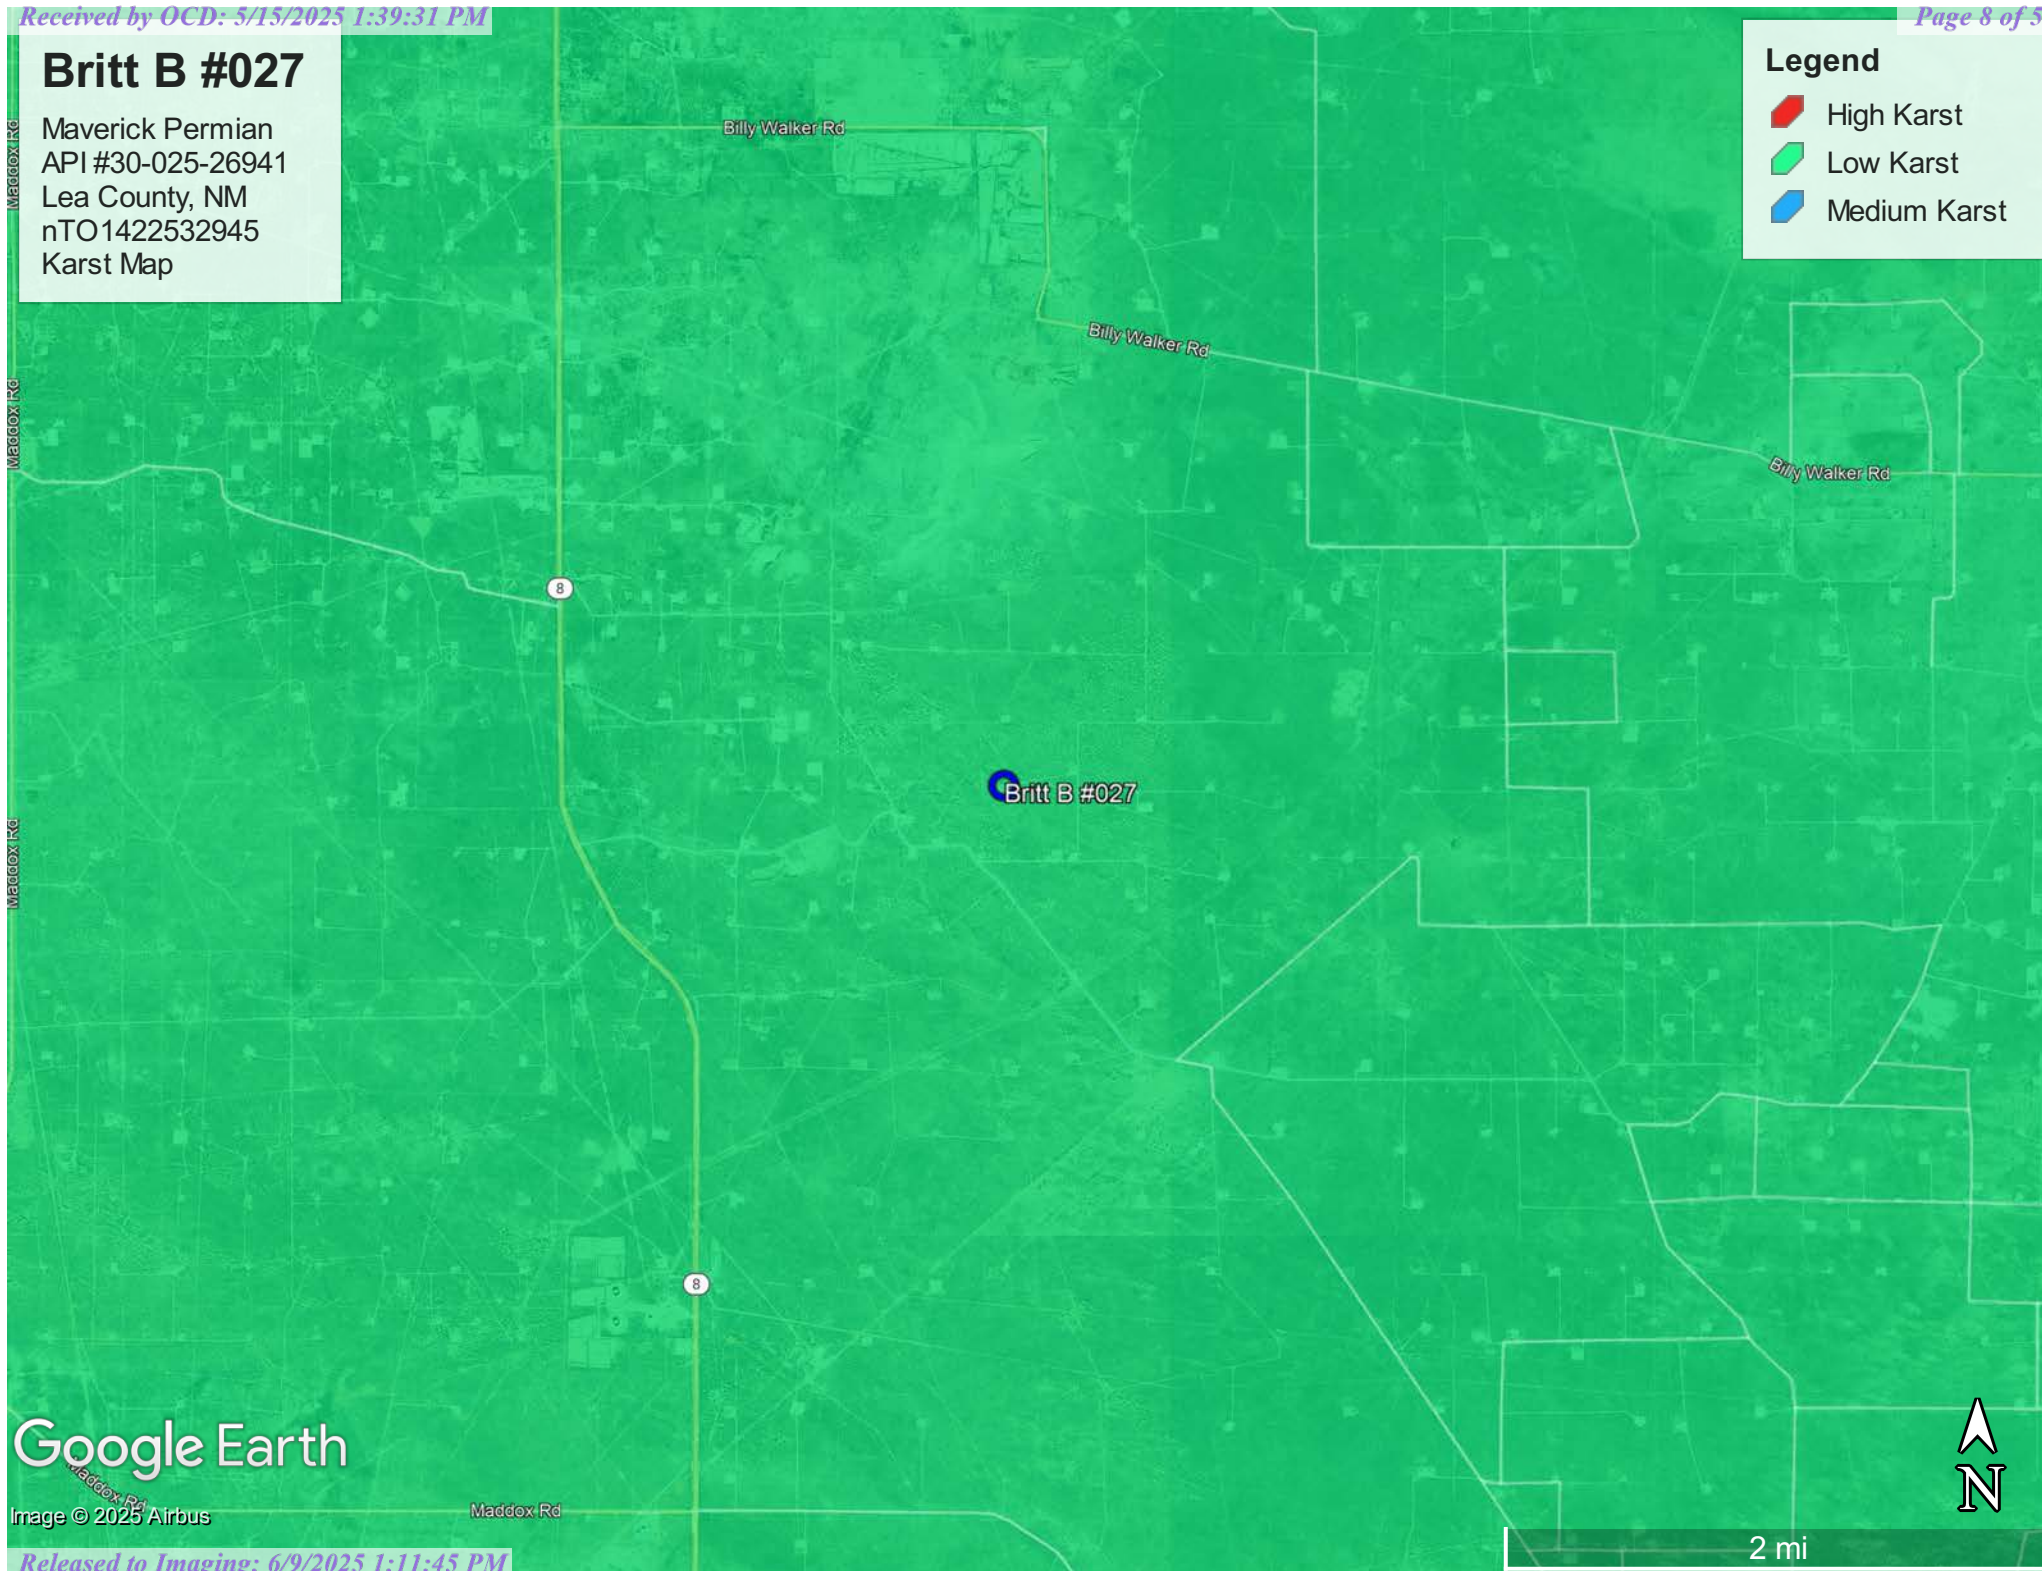 Received by OCD: 5/15/2025 1:39:31 PM
Page 8 of 5
Britt B #027
Maverick Permian
API #30-025-26941
Lea County, NM
nTO1422532945
Karst Map
Legend
High Karst
Low Karst
Medium Karst
Maddox Rd
Billy Walker Rd
Billy Walker Rd
Maddox Rd
Billy Walker Rd
8
Britt B #027
Maddox Rd
8
Google Earth
Maddox Rd
Image © 2025 Airbus
Maddox Rd
N
2 mi
Released to Imaging: 6/9/2025 1:11:45 PM